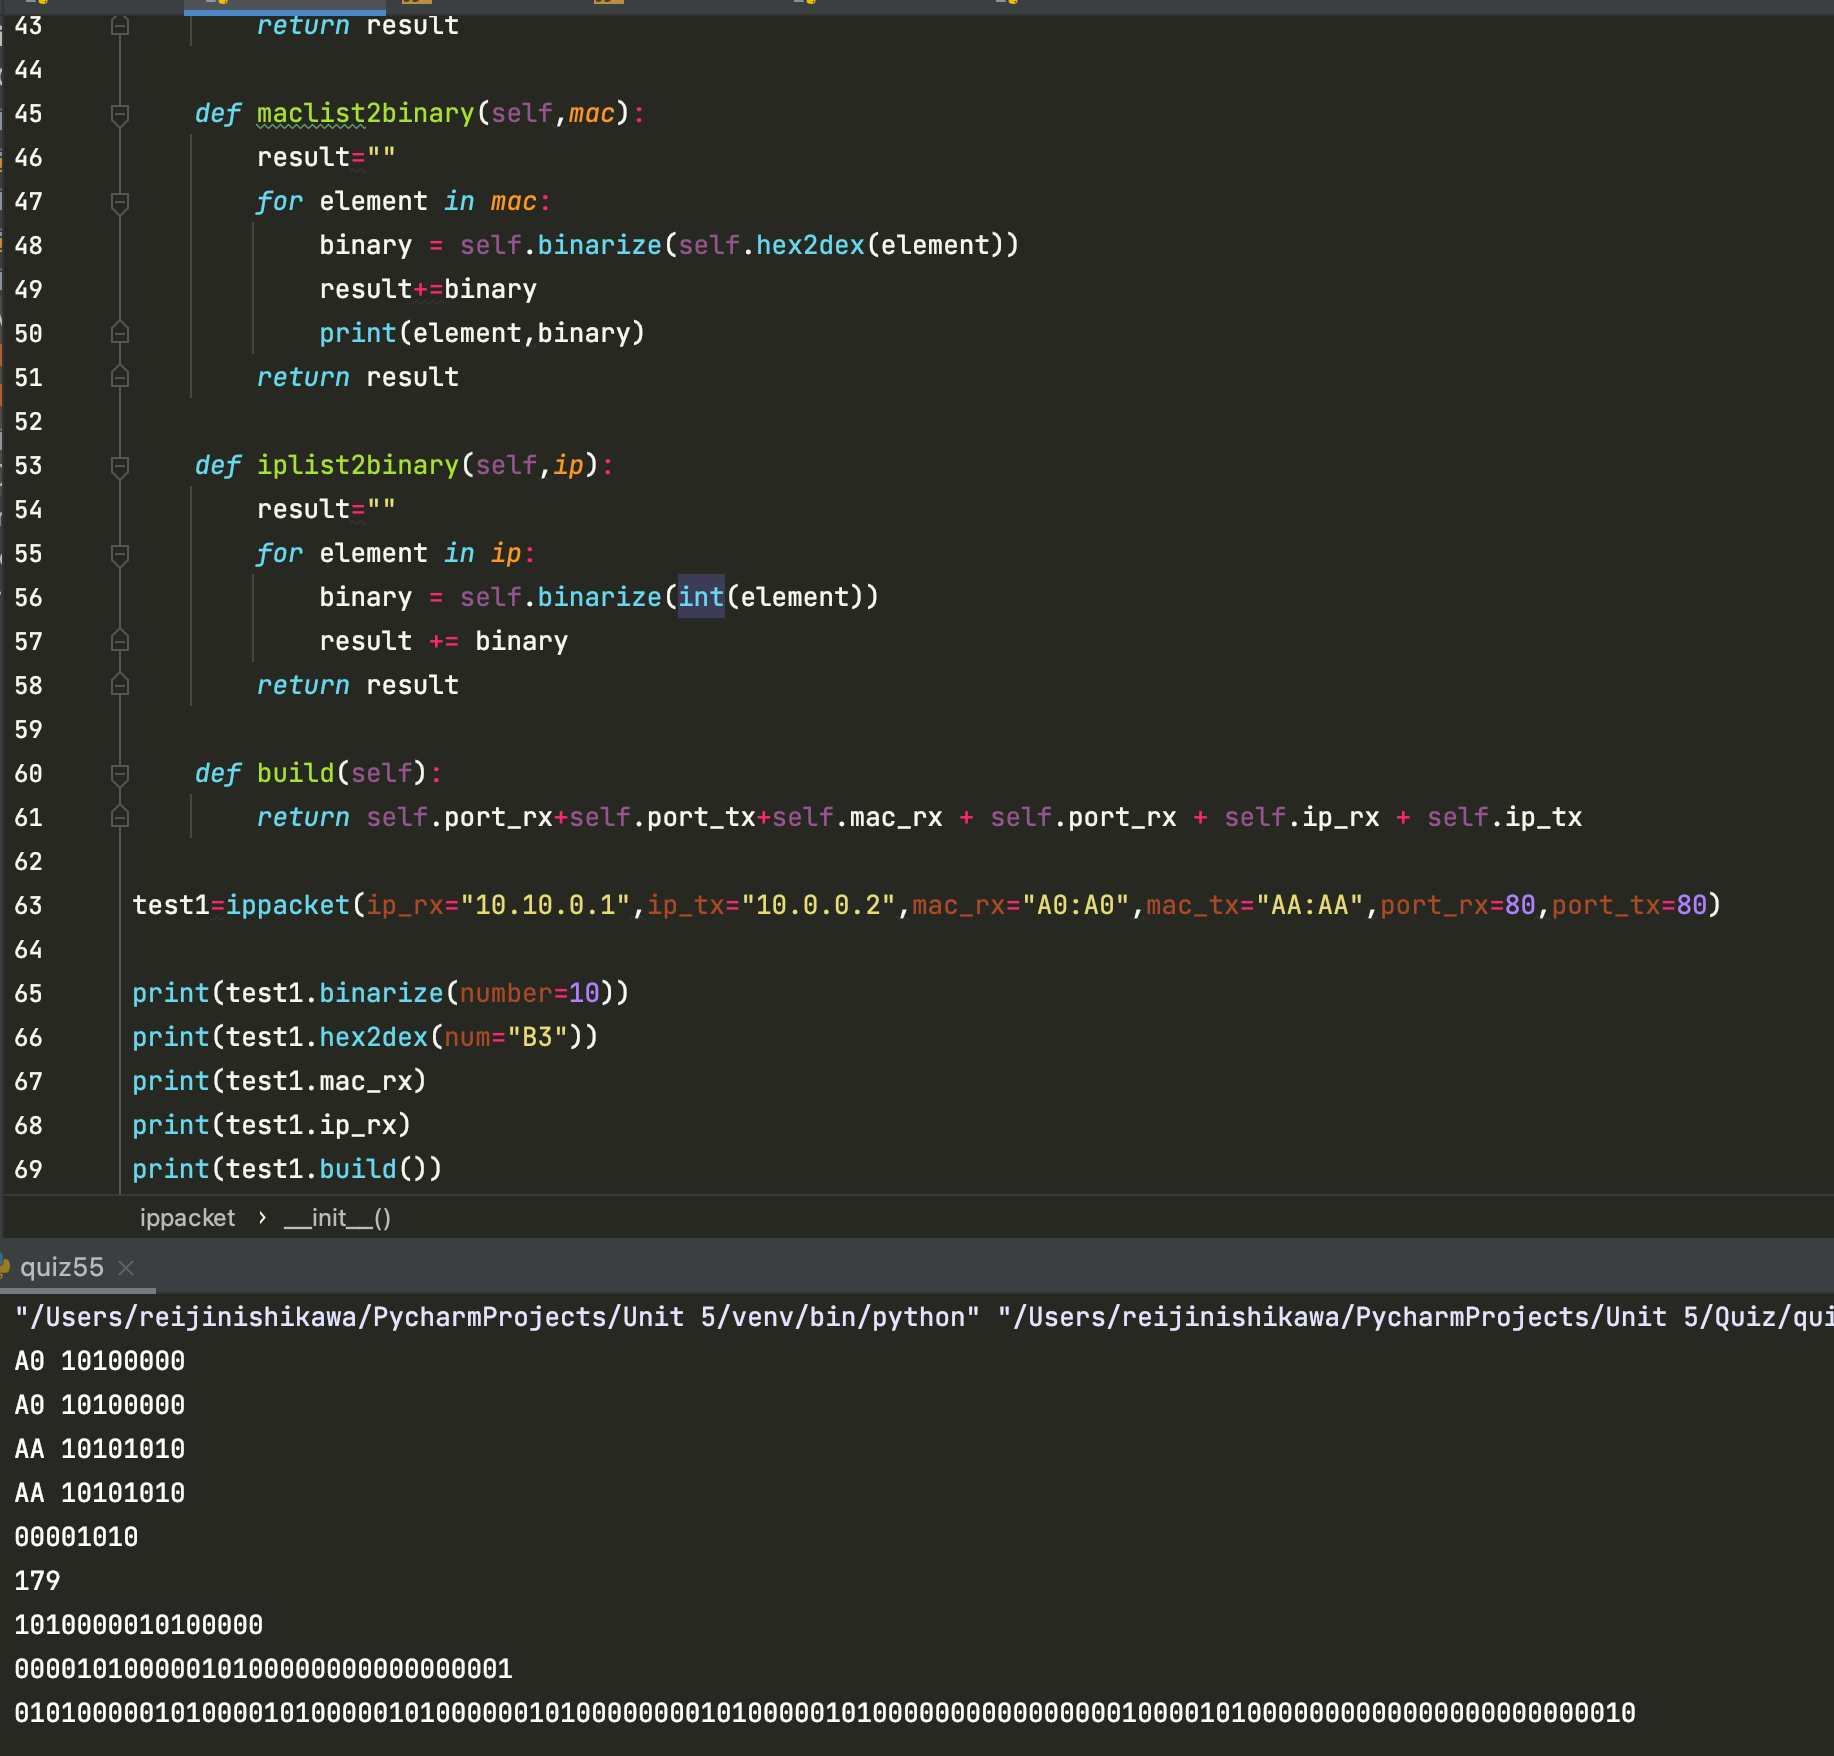 43 return result
44
45 def maclist2binary(self,mac):
46 result=""
47 for element in mac:
48 binary = self.binarize(self.hex2dex(element))
49 result+=binary
50 print(element,binary)
51 return result
52
53 def iplist2binary(self,ip):
54 result=""
55 for element in ip:
56 binary = self.binarize(int(element))
57 result += binary
58 return result
59
60 def build(self):
61 return self.port_rx+self.port_tx+self.mac_rx + self.port_rx + self.ip_rx + self.ip_tx
62
63 test1=ippacket(ip_rx="10.10.0.1",ip_tx="10.0.0.2",mac_rx="A0:A0",mac_tx="AA:AA",port_rx=80,port_tx=80)
64
65 print(test1.binarize(number=10))
66 print(test1.hex2dex(num="B3"))
67 print(test1.mac_rx)
68 print(test1.ip_rx)
69 print(test1.build())
ippacket › __init__()
quiz55 ×
"/Users/reijinishikawa/PycharmProjects/Unit 5/venv/bin/python" "/Users/reijinishikawa/PycharmProjects/Unit 5/Quiz/qui
A0 10100000
A0 10100000
AA 10101010
AA 10101010
00001010
179
1010000010100000
00001010000010100000000000000001
01010000010100001010000010100000010100000000101000001010000000000000000100001010000000000000000000000010